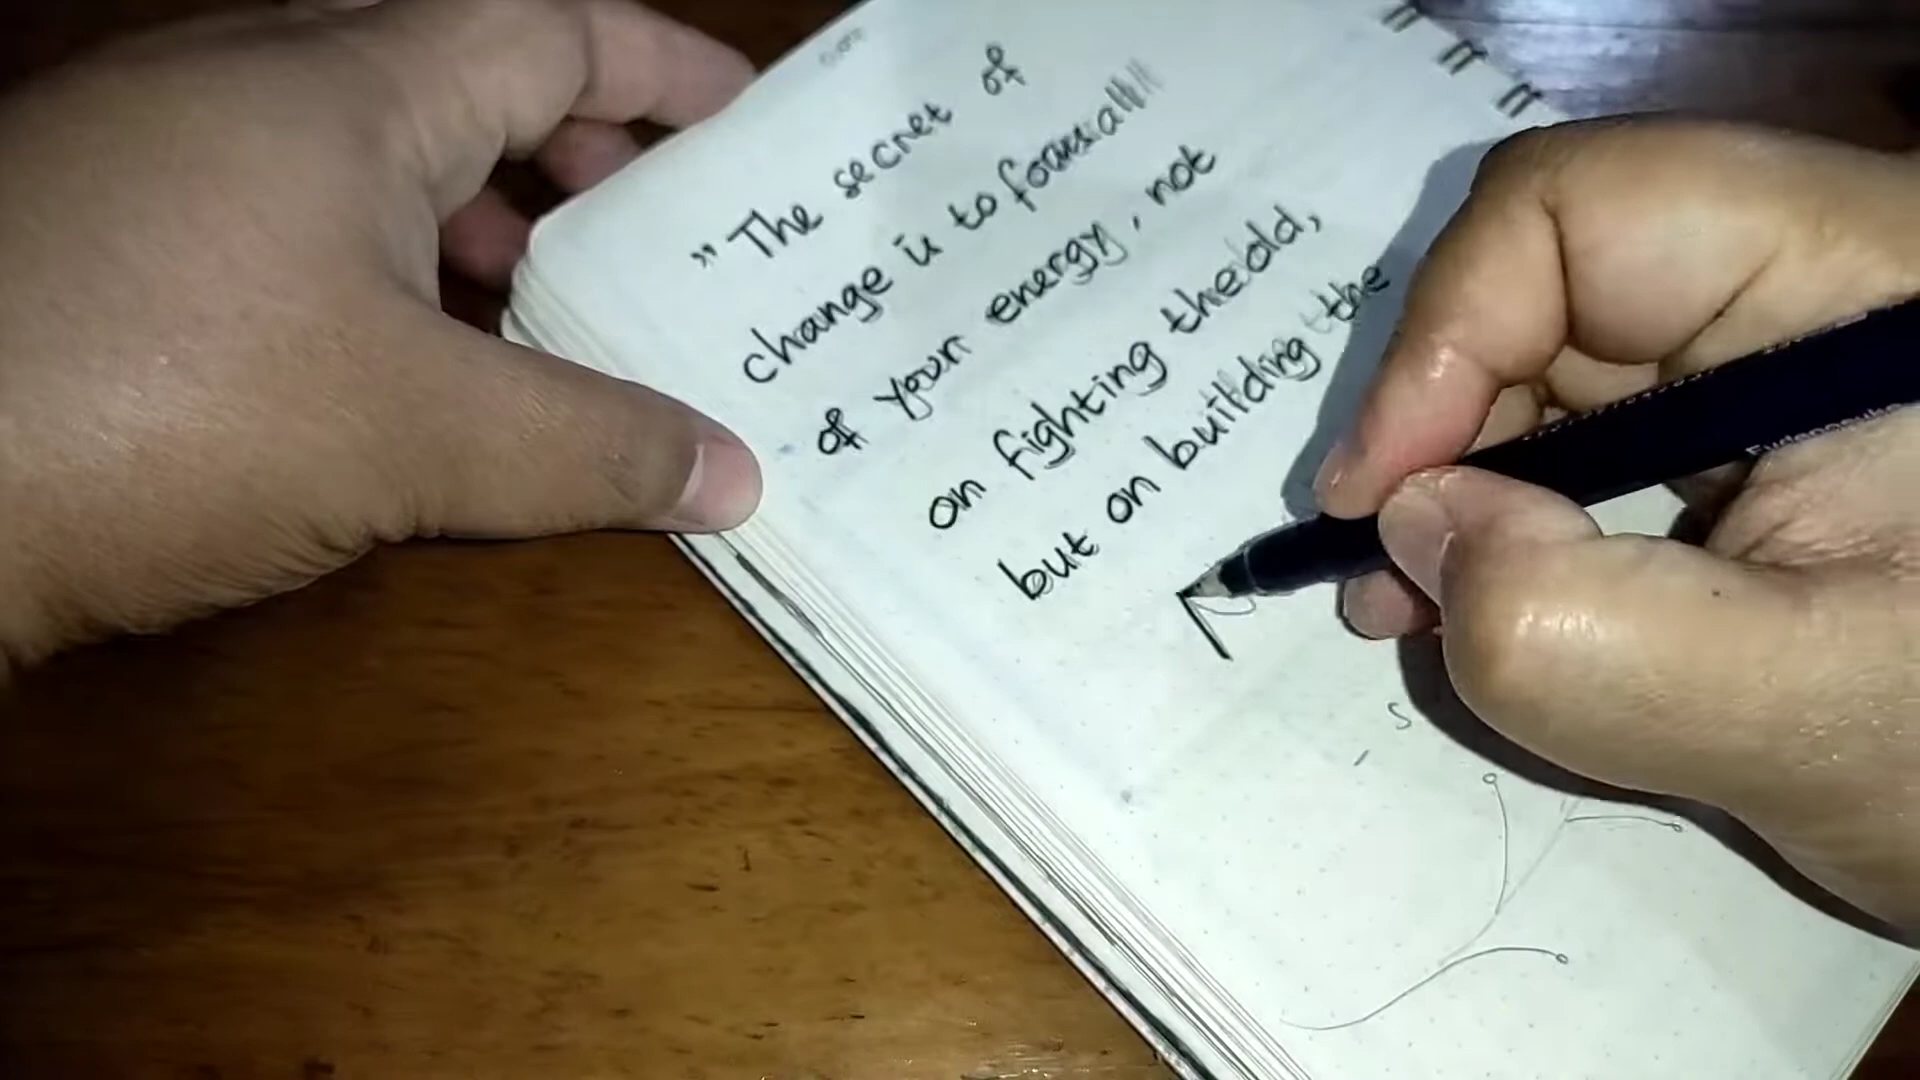 "The secret of
change is to focus all
of your energy, not
on fighting the old,
but on building the
N
- S